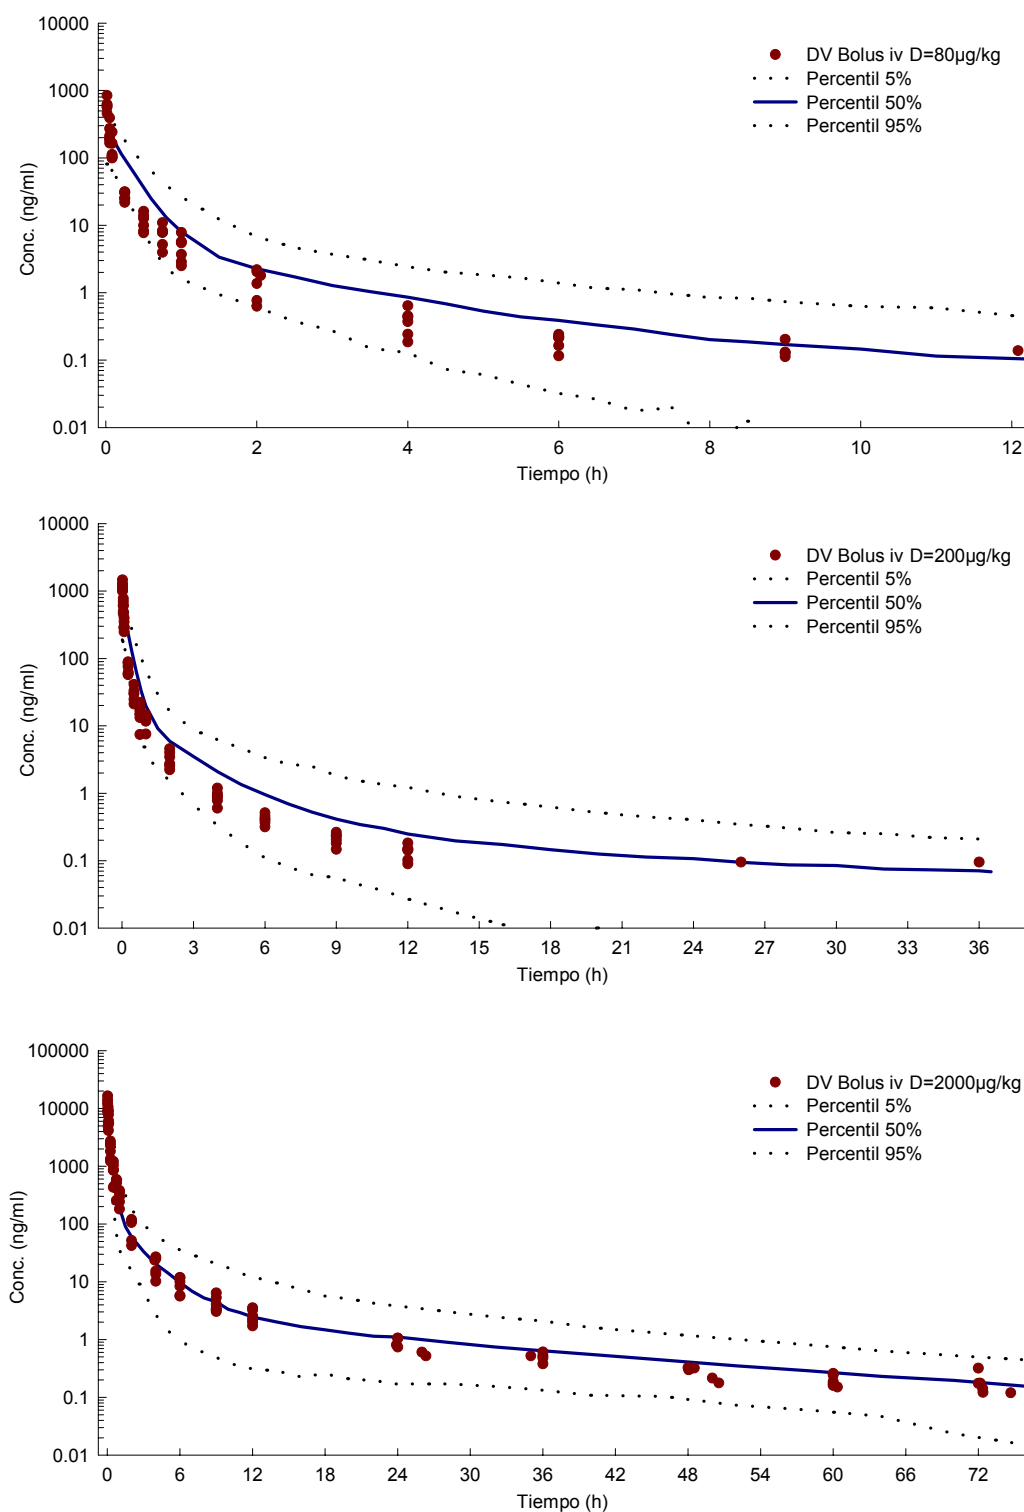 10000
1000
100
10
1
0.1
0.01
Conc. (ng/ml)
DV Bolus iv D=80µg/kg
Percentil 5%
Percentil 50%
Percentil 95%
0 2 4 6 8 10 12
Tiempo (h)
10000
1000
100
10
1
0.1
0.01
Conc. (ng/ml)
DV Bolus iv D=200µg/kg
Percentil 5%
Percentil 50%
Percentil 95%
0 3 6 9 12 15 18 21 24 27 30 33 36
Tiempo (h)
100000
10000
1000
100
10
1
0.1
0.01
Conc. (ng/ml)
DV Bolus iv D=2000µg/kg
Percentil 5%
Percentil 50%
Percentil 95%
0 6 12 24 30 36 42 48 54 60 66 72
Tiempo (h)